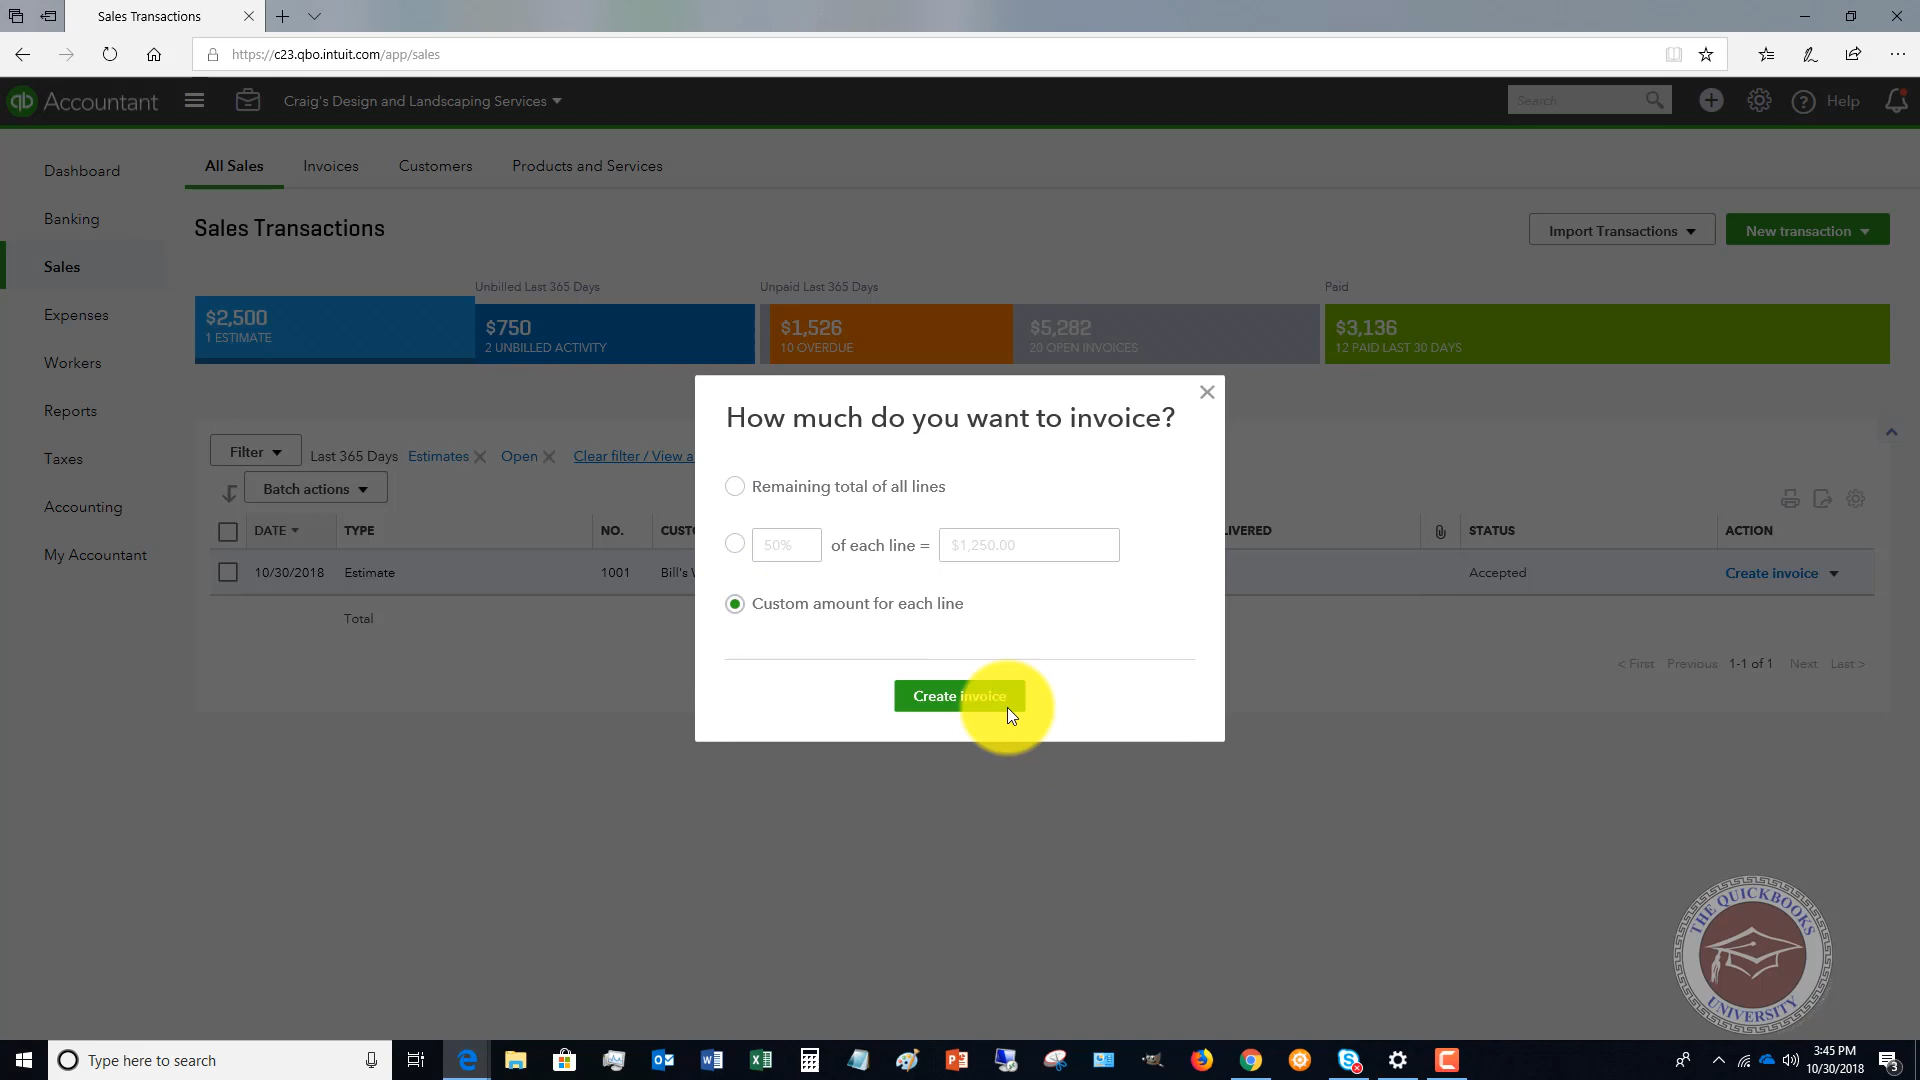 Sales Transactions
https://c23.qbo.intuit.com/app/sales
qb Accountant
Craig's Design and Landscaping Services
Search
Help
Dashboard
Banking
Sales
Expenses
Workers
Reports
Taxes
Accounting
My Accountant
All Sales Invoices Customers Products and Services
Sales Transactions
Import Transactions
New transaction
Unbilled Last 365 Days
Unpaid Last 365 Days
Paid
$2,500
1 ESTIMATE
$750
2 UNBILLED ACTIVITY
$1,526
10 OVERDUE
$5,282
20 OPEN INVOICES
$3,136
12 PAID LAST 30 DAYS
Filter Last 365 Days Estimates Open Clear filter / View a
Batch actions
DATE TYPE NO. CUSTO LIVERED STATUS ACTION
10/30/2018 Estimate 1001 Bill's Accepted Create invoice
Total
< First Previous 1-1 of 1 Next Last >
How much do you want to invoice?
Remaining total of all lines
50% of each line = $1,250.00
Custom amount for each line
Create invoice
THE QUICKBOOKS
UNIVERSITY
Type here to search
3:45 PM
10/30/2018
3